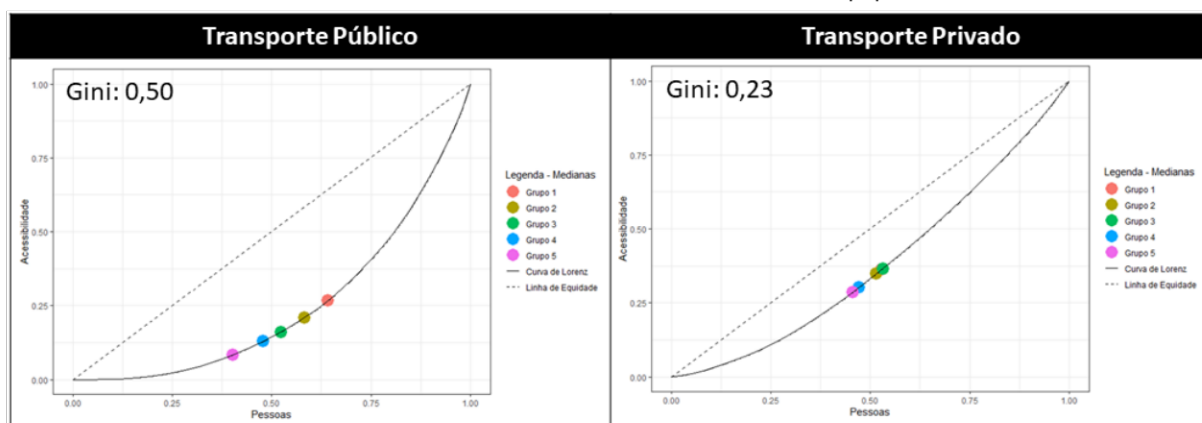 Transporte Público
Gini: 0,50
1.00
0.75
0.50
0.25
0.00
0.00 0.25 0.50 0.75 1.00
Pessoas
Acessibilidade
Legenda - Medianas
Grupo 1
Grupo 2
Grupo 3
Grupo 4
Grupo 5
Curva de Lorenz
Linha de Equidade
Transporte Privado
Gini: 0,23
1.00
0.75
0.50
0.25
0.00
0.00 0.25 0.50 0.75 1.00
Pessoas
Acessibilidade
Legenda - Medianas
Grupo 1
Grupo 2
Grupo 3
Grupo 4
Grupo 5
Curva de Lorenz
Linha de Equidade